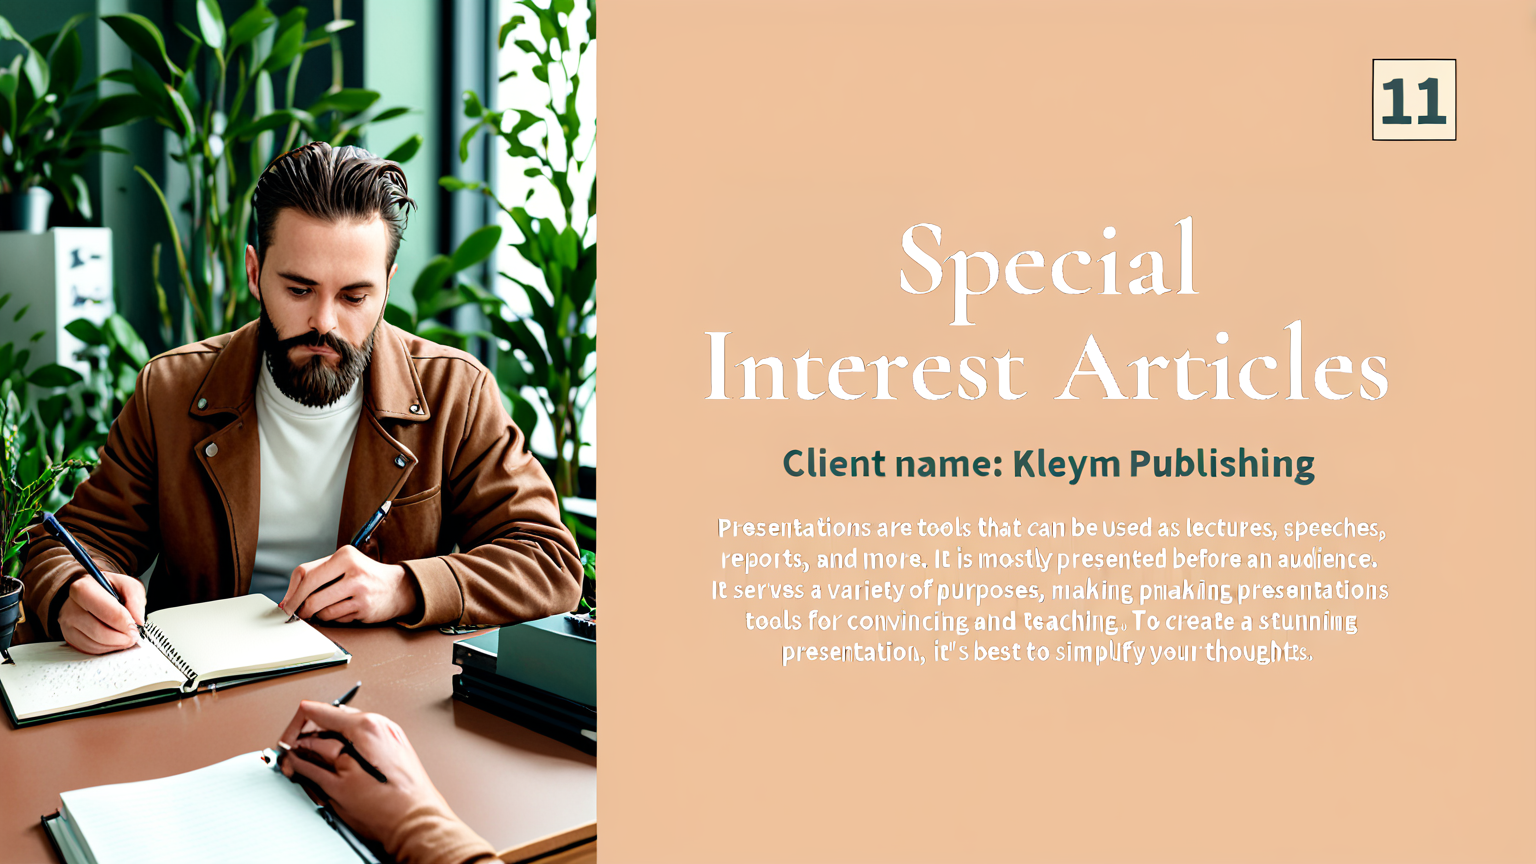 11
Special
Interest Articles
Client name: Kleym Publishing
Presentations are tools that can be used as lectures, speeches,
reports, and more. It is mostly presented before an audience.
It servss a variety of purposes, making pmaking presentations
tools for convincing and teaching. To create a stunning
presentation, it"s best to simplify your thoughts.